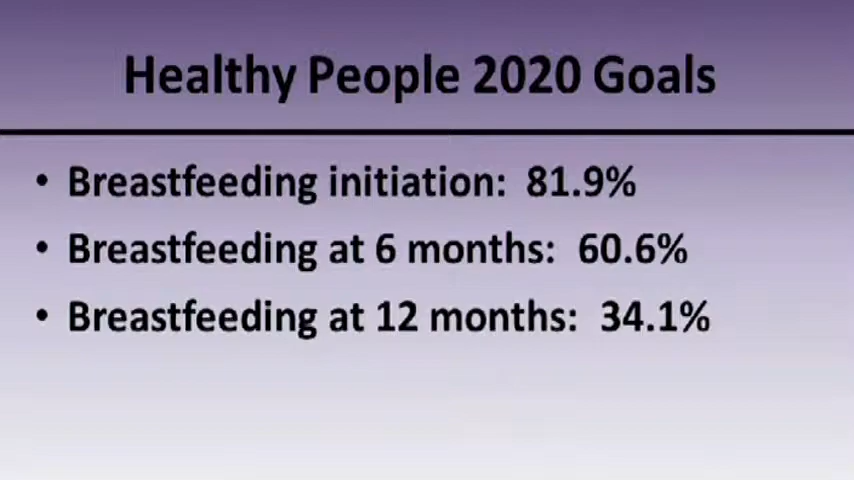 Healthy People 2020 Goals
• Breastfeeding initiation: 81.9%
• Breastfeeding at 6 months: 60.6%
• Breastfeeding at 12 months: 34.1%